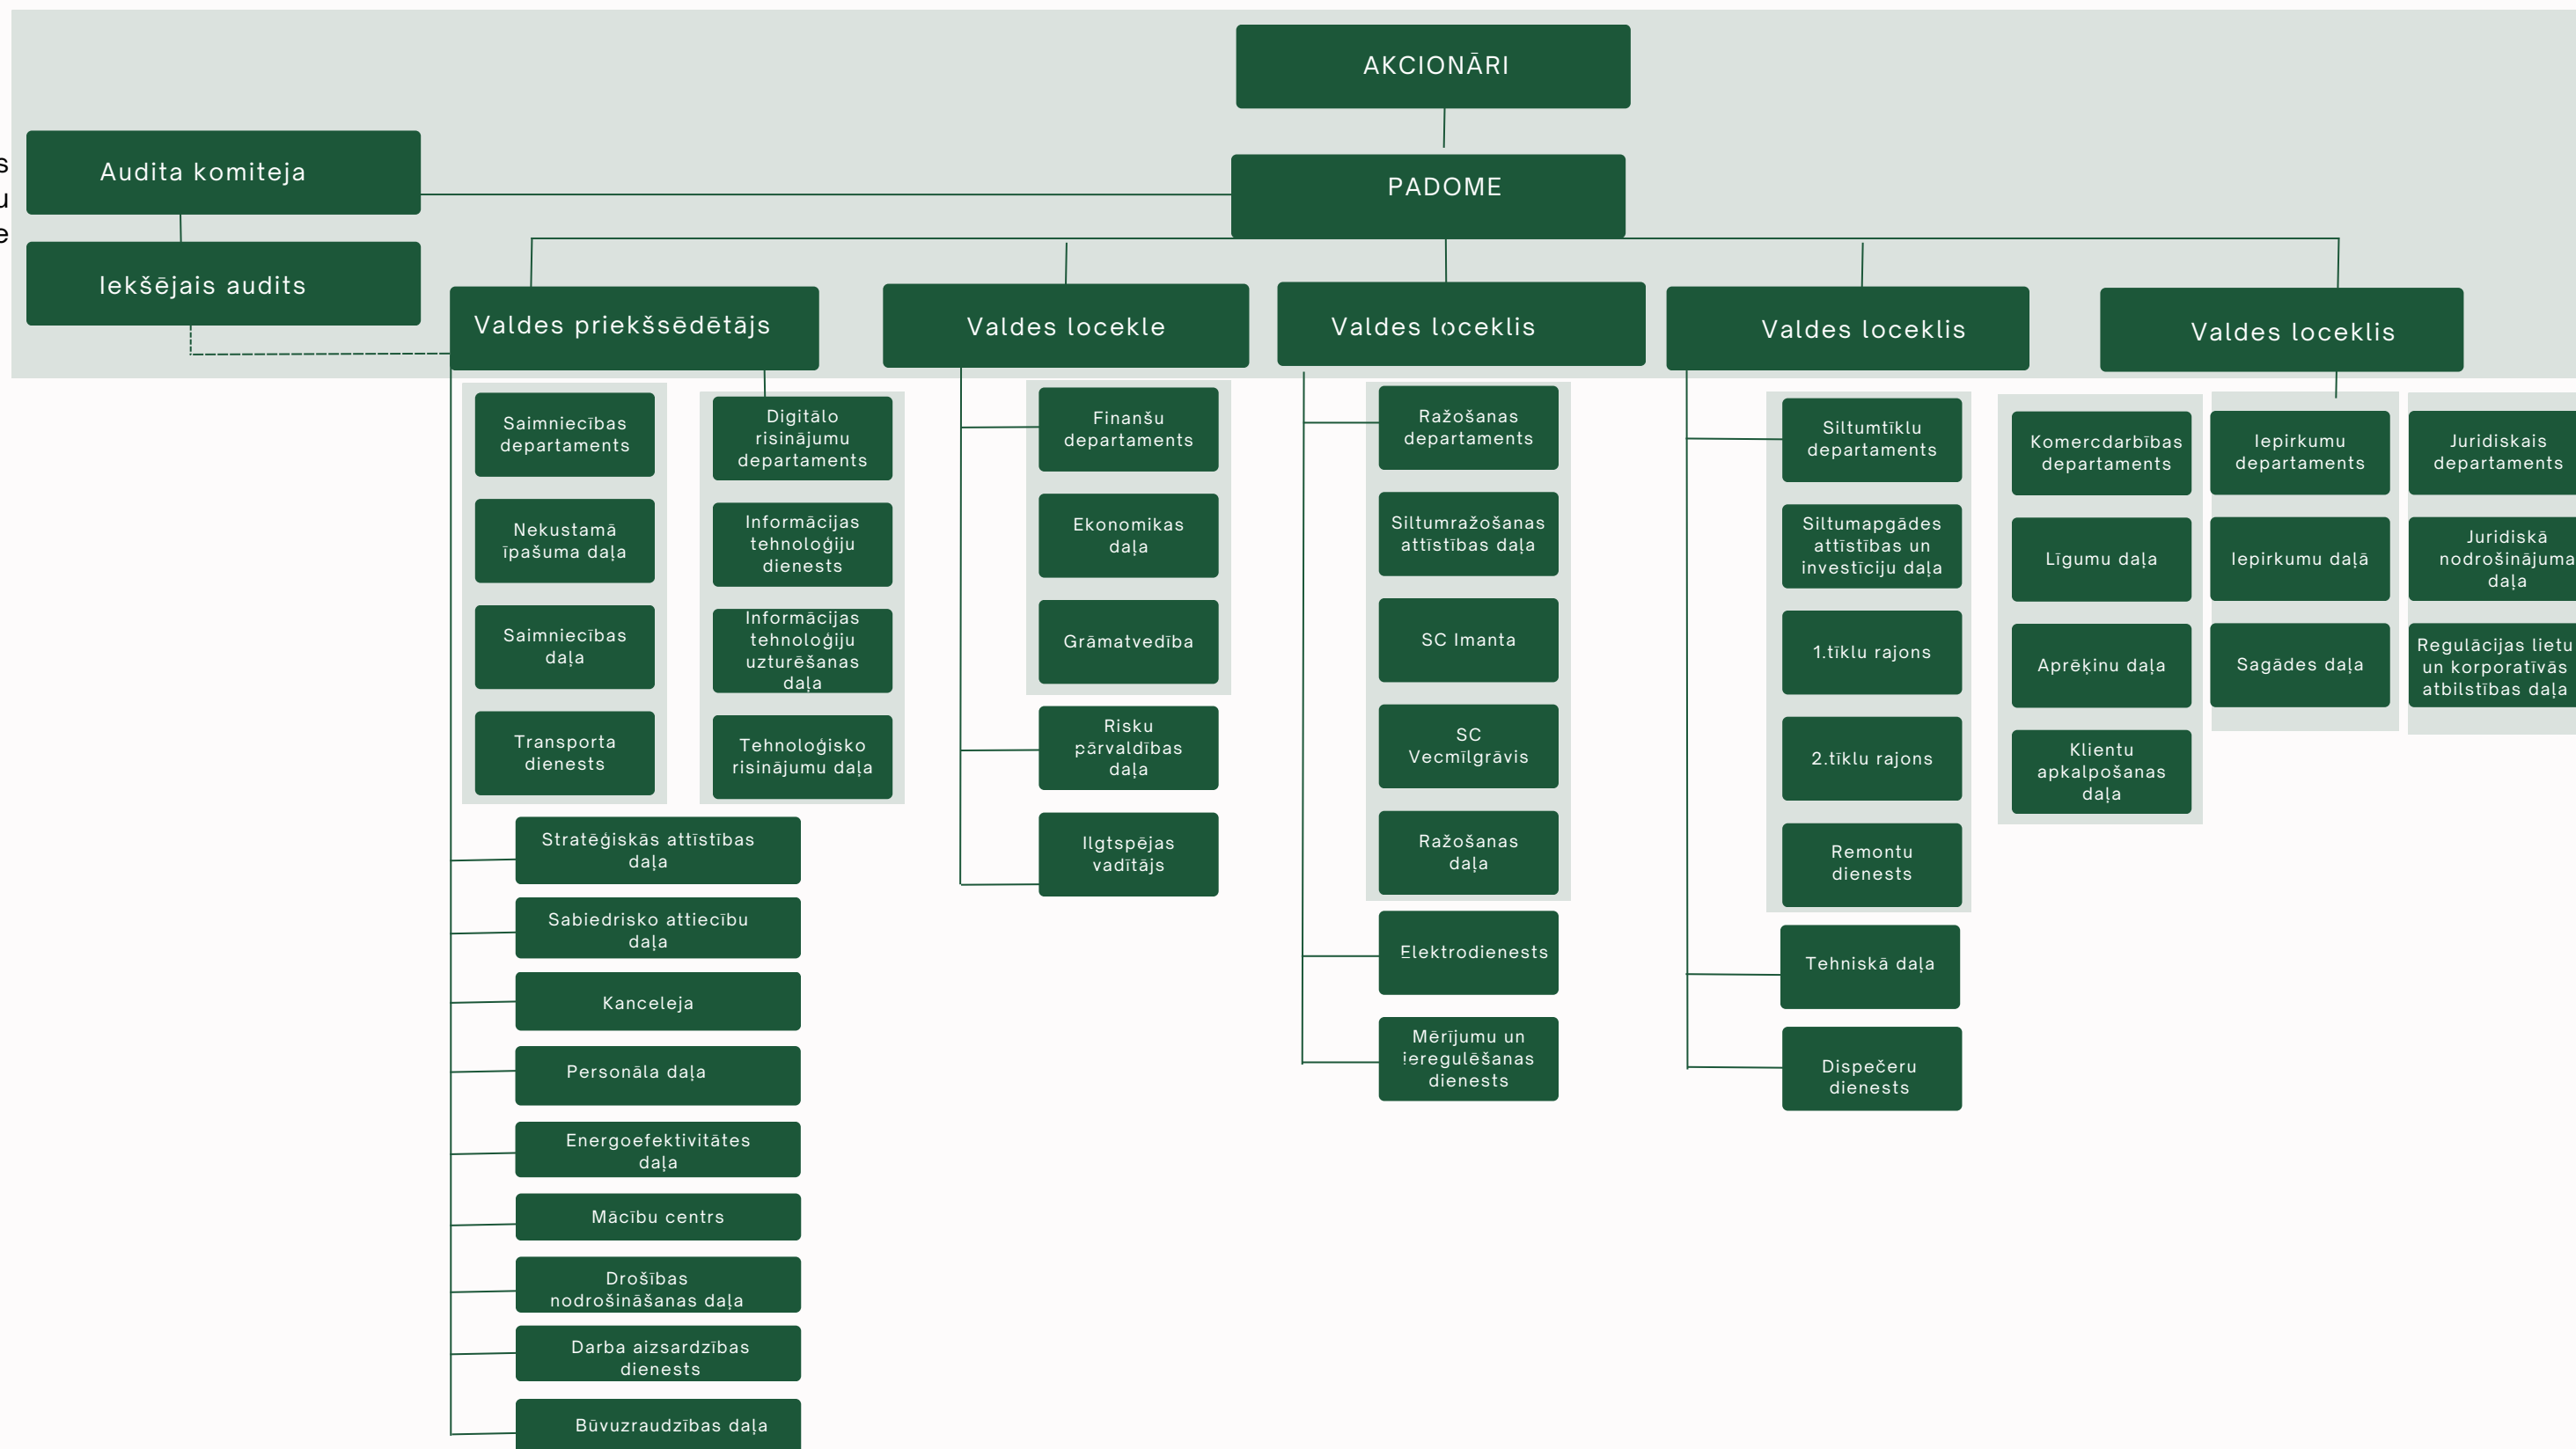 AKCIONĀRI
s
u
e
Audita komiteja
PADOME
Iekšējais audits
Valdes priekšsēdētājs
Valdes locekle
Valdes loceklis
Valdes loceklis
Valdes loceklis
Saimniecības
departaments
Nekustamā
īpašuma daļa
Saimniecības
daļa
Transporta
dienests
Digitālo
risinājumu
departaments
Informācijas
tehnoloģiju
dienests
Informācijas
tehnoloģiju
uzturēšanas
daļa
Tehnoloģisko
risinājumu daļa
Stratēģiskās attīstības
daļa
Sabiedrisko attiecību
daļa
Kanceleja
Personāla daļa
Energoefektivitātes
daļa
Mācību centrs
Drošības
nodrošināšanas daļa
Darba aizsardzības
dienests
Būvuzraudzības daļa
Finanšu
departaments
Ekonomikas
daļa
Grāmatvedība
Risku
pārvaldības
daļa
Ilgtspējas
vadītājs
Ražošanas
departaments
Siltumražošanas
attīstības daļa
SC Imanta
SC
Vecmīlgrāvis
Ražošanas
daļa
Elektrodienests
Mērījumu un
ieregulēšanas
dienests
Siltumtīklu
departaments
Siltumapgādes
attīstības un
investīciju daļa
1.tīklu rajons
2.tīklu rajons
Remontu
dienests
Tehniskā daļa
Dispečeru
dienests
Komercdarbības
departaments
Līgumu daļa
Aprēķinu daļa
Klientu
apkalpošanas
daļa
Iepirkumu
departaments
Iepirkumu daļā
Sagādes daļa
Juridiskais
departaments
Juridiskā
nodrošinājuma
daļa
Regulācijas lietu
un korporatīvās
atbilstības daļa